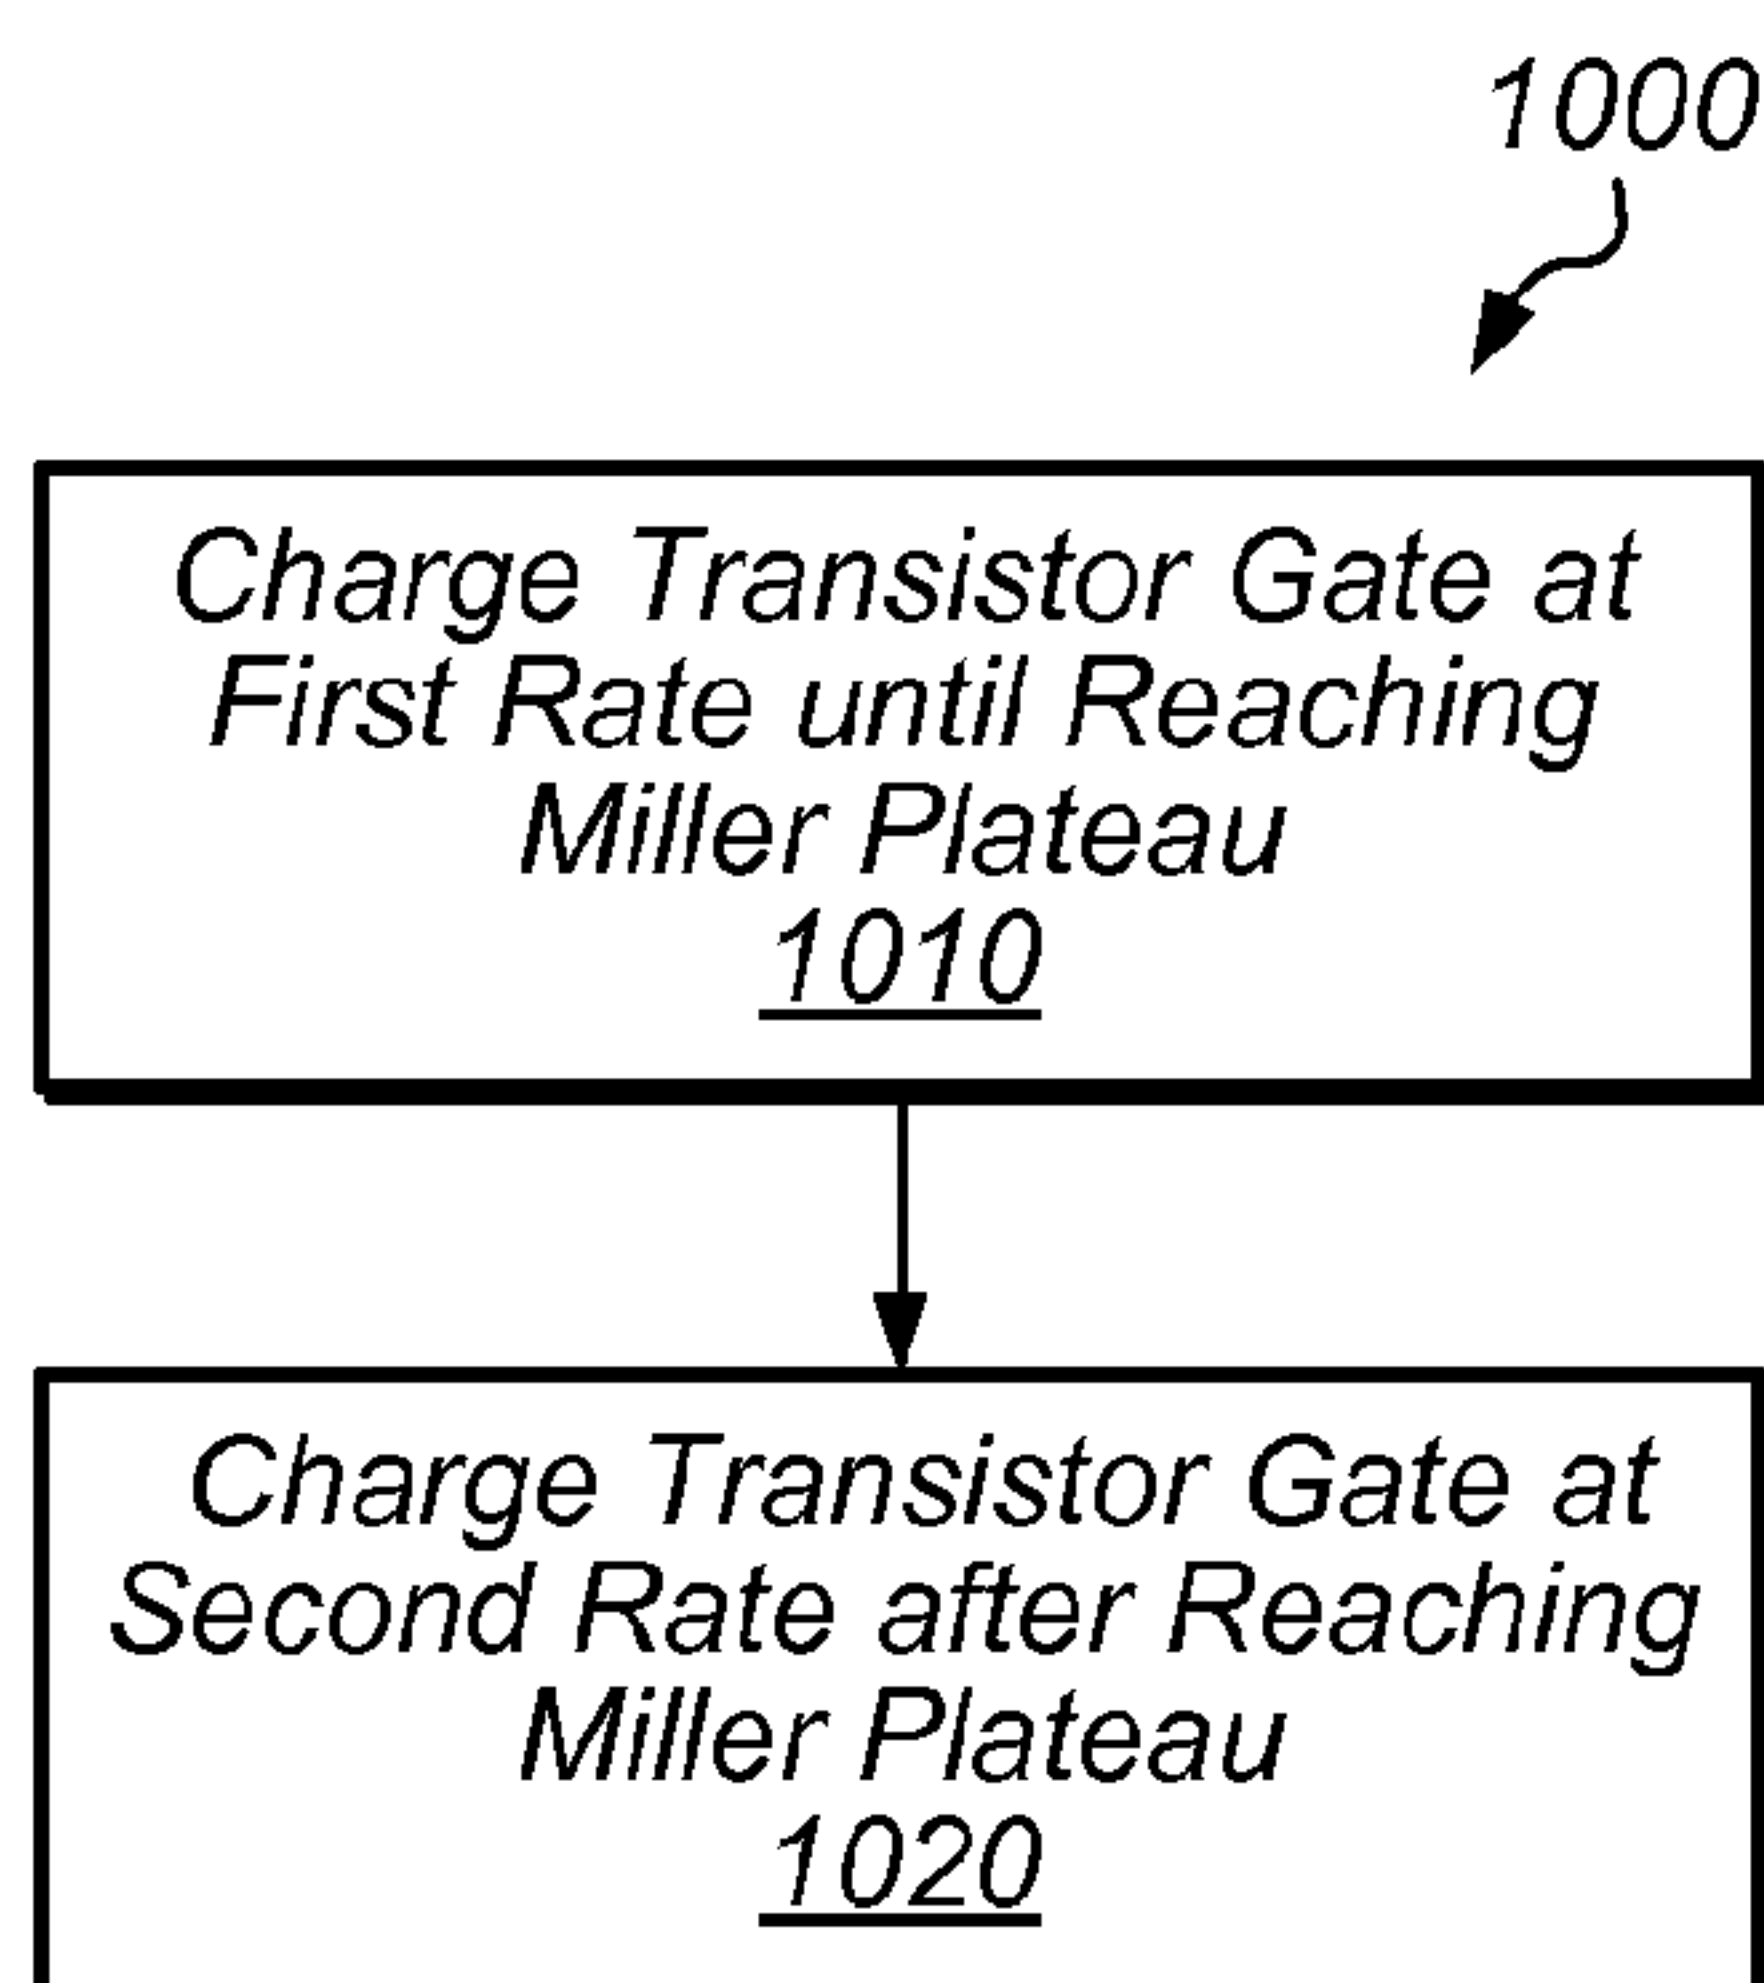 1000
Charge Transistor Gate at
First Rate until Reaching
Miller Plateau
1010
Charge Transistor Gate at
Second Rate after Reaching
Miller Plateau
1020